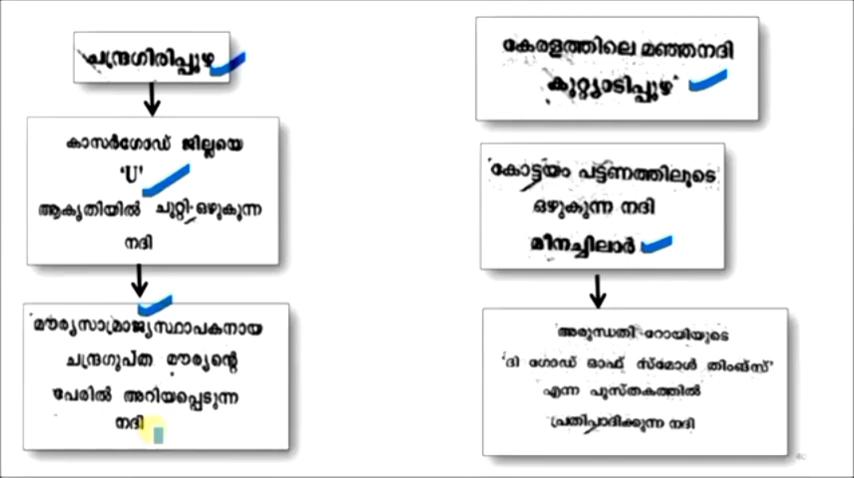 ചന്ദ്രഗിരിപ്പുഴ
കാസർഗോഡ് ജില്ലയെ
'U'
ആകൃതിയിൽ ചുറ്റി ഒഴുകുന്ന
നദി
മൗര്യസാമ്രാജ്യസ്ഥാപകനായ
ചന്ദ്രഗുപ്ത മൗര്യന്റെ
പേരിൽ അറിയപ്പെടുന്ന
നദി
കേരളത്തിലെ മഞ്ഞനദി
കുറ്റ്യാടിപ്പുഴ
കോട്ടയം പട്ടണത്തിലൂടെ
ഒഴുകുന്ന നദി
മീനച്ചിലാർ
അരുന്ധതി റോയിയുടെ
'ദി ഗോഡ് ഓഫ് സ്മോൾ തിംങ്സ്'
എന്ന പുസ്തകത്തിൽ
പ്രതിപാദിക്കുന്ന നദി